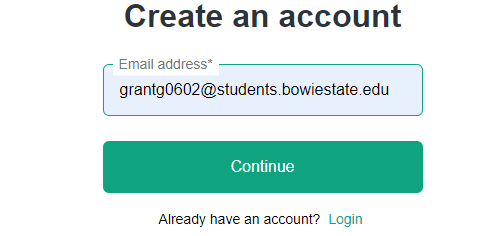 Create an account
Email address*
grantg0602@students.bowiestate.edu
Continue
Already have an account? Login